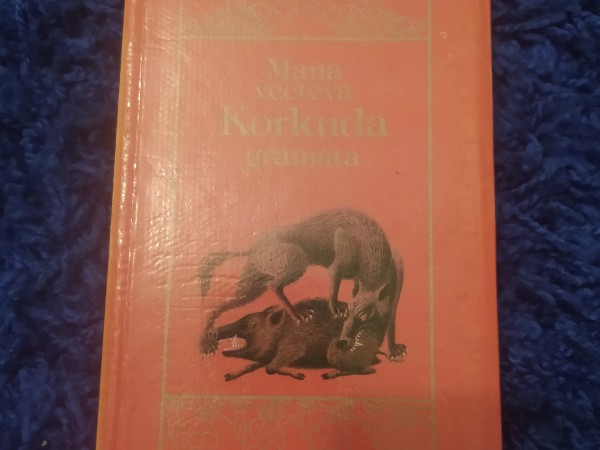 Mana
vecteva
Korkuda
grāmata